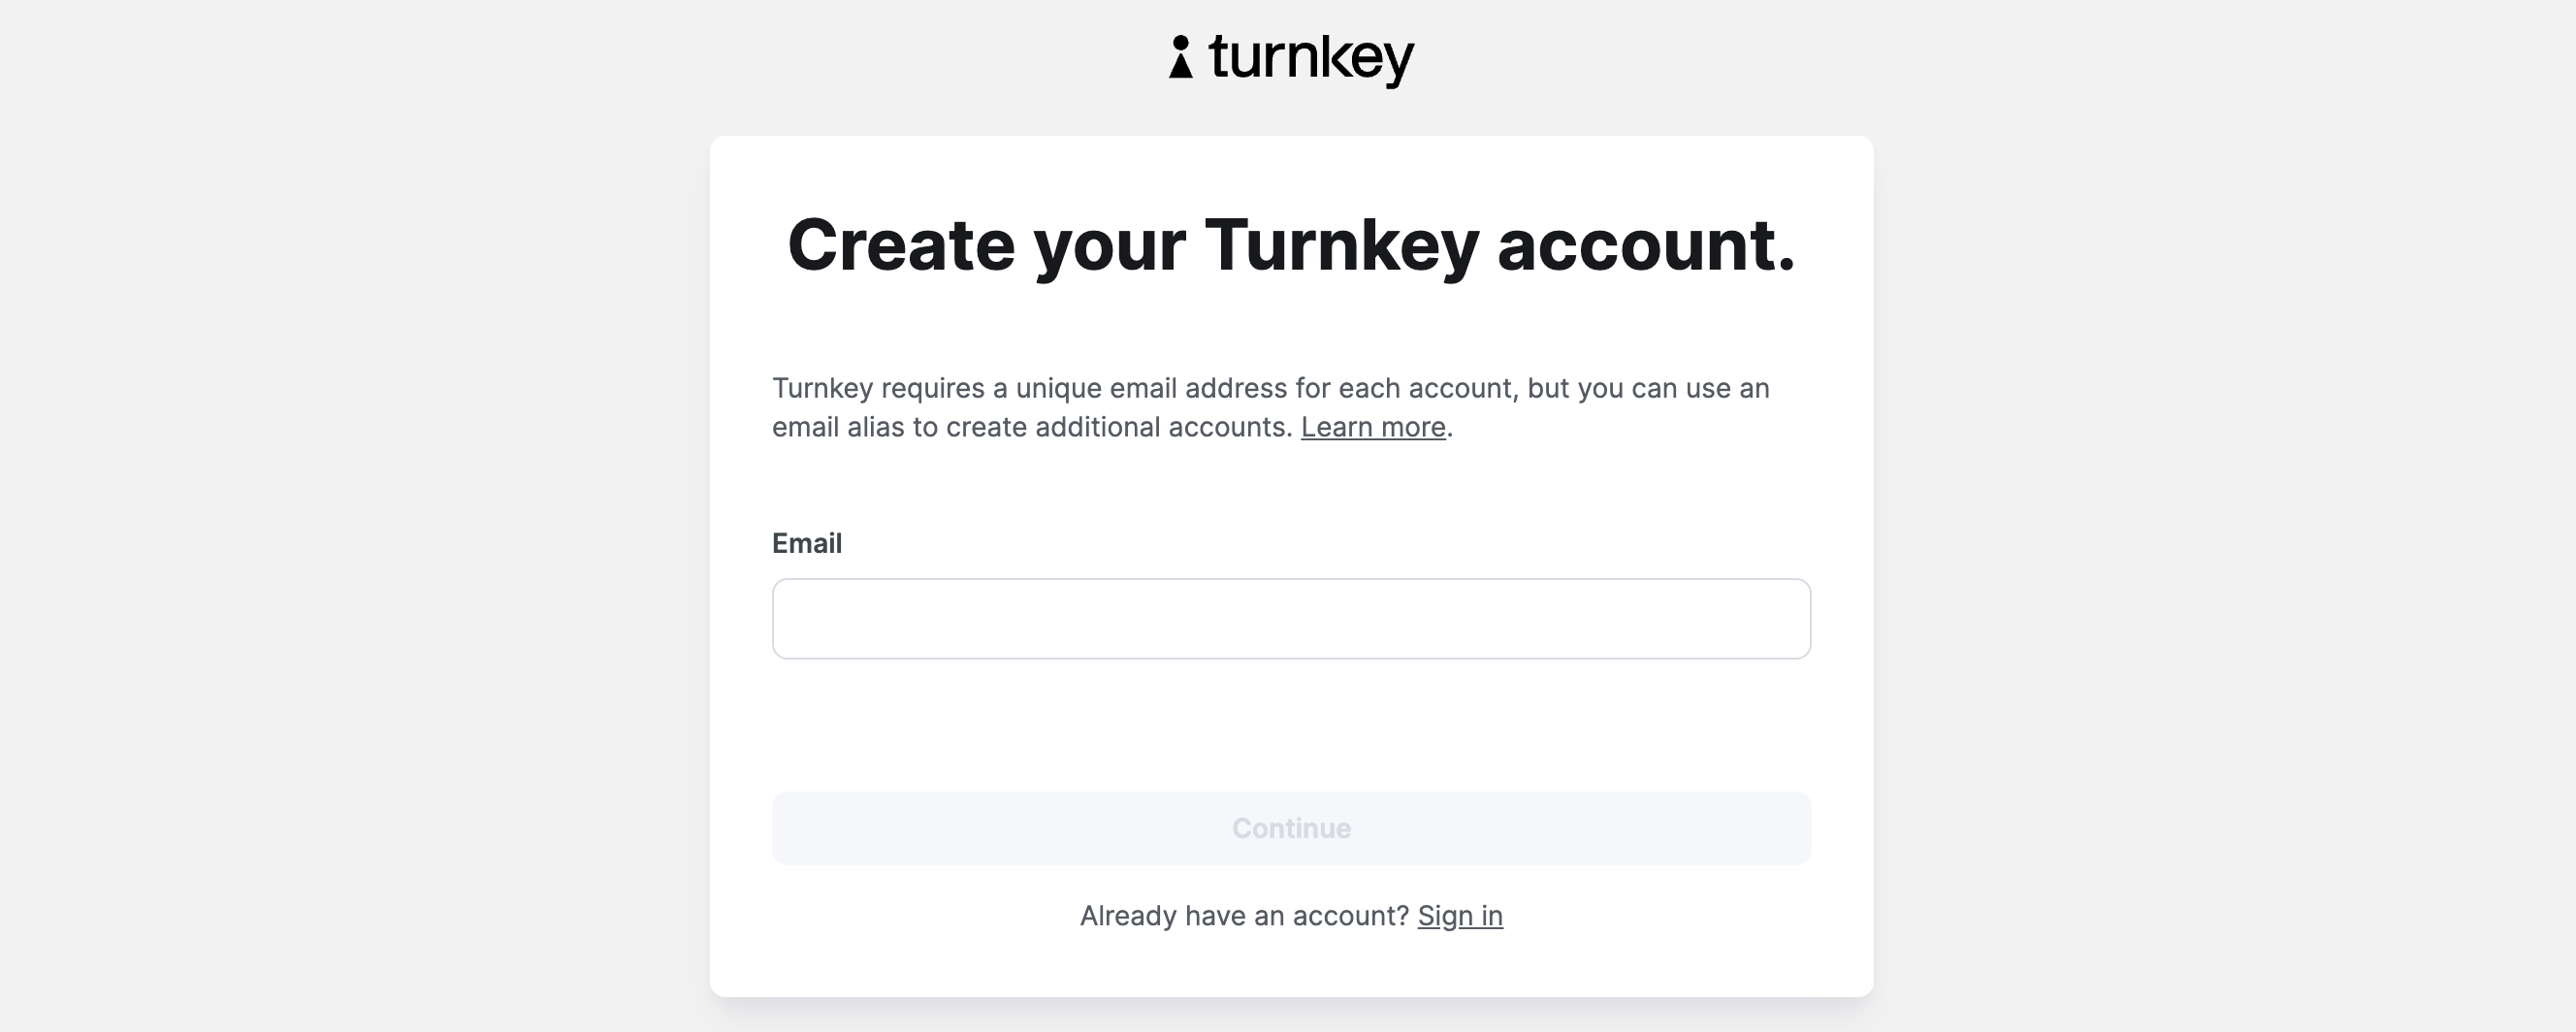 turnkey
Create your Turnkey account.
Turnkey requires a unique email address for each account, but you can use an
email alias to create additional accounts. Learn more.
Email
Continue
Already have an account? Sign in